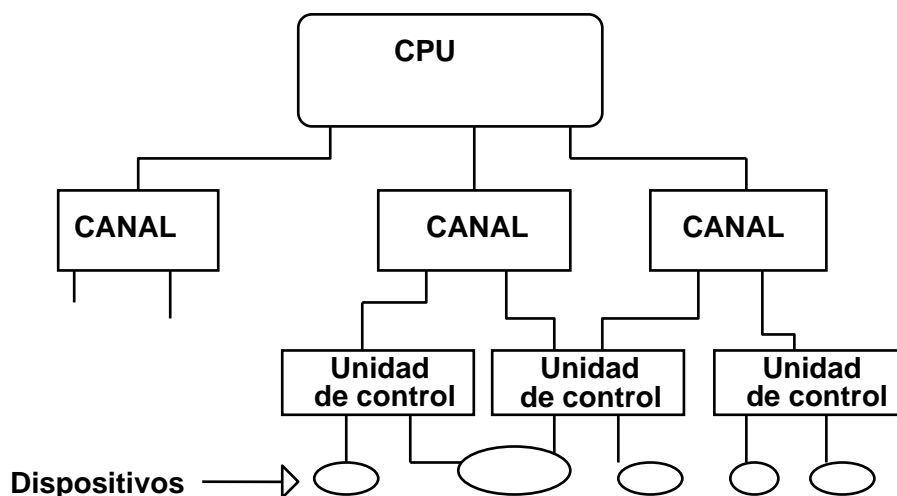 CPU
CANAL
CANAL
CANAL
Unidad
de control
Unidad
de control
Unidad
de control
Dispositivos